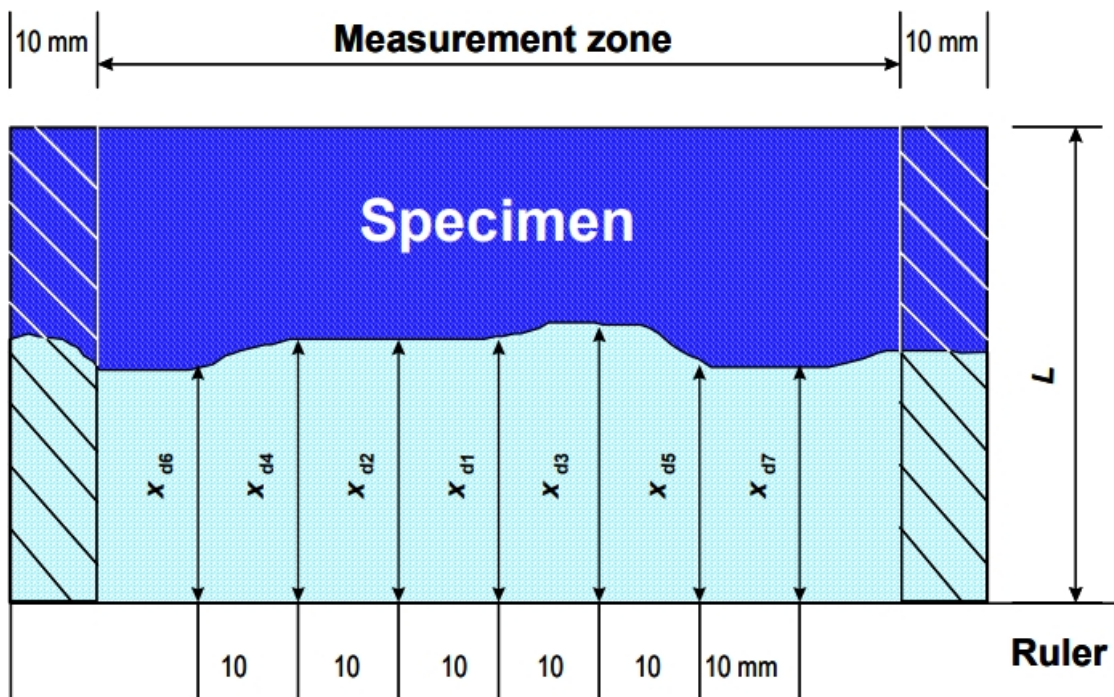 10 mm Measurement zone 10 mm
Specimen
L
x d6 x d4 x d2 x d1 x d3 x d5 x d7
10 10 10 10 10 10 mm
Ruler